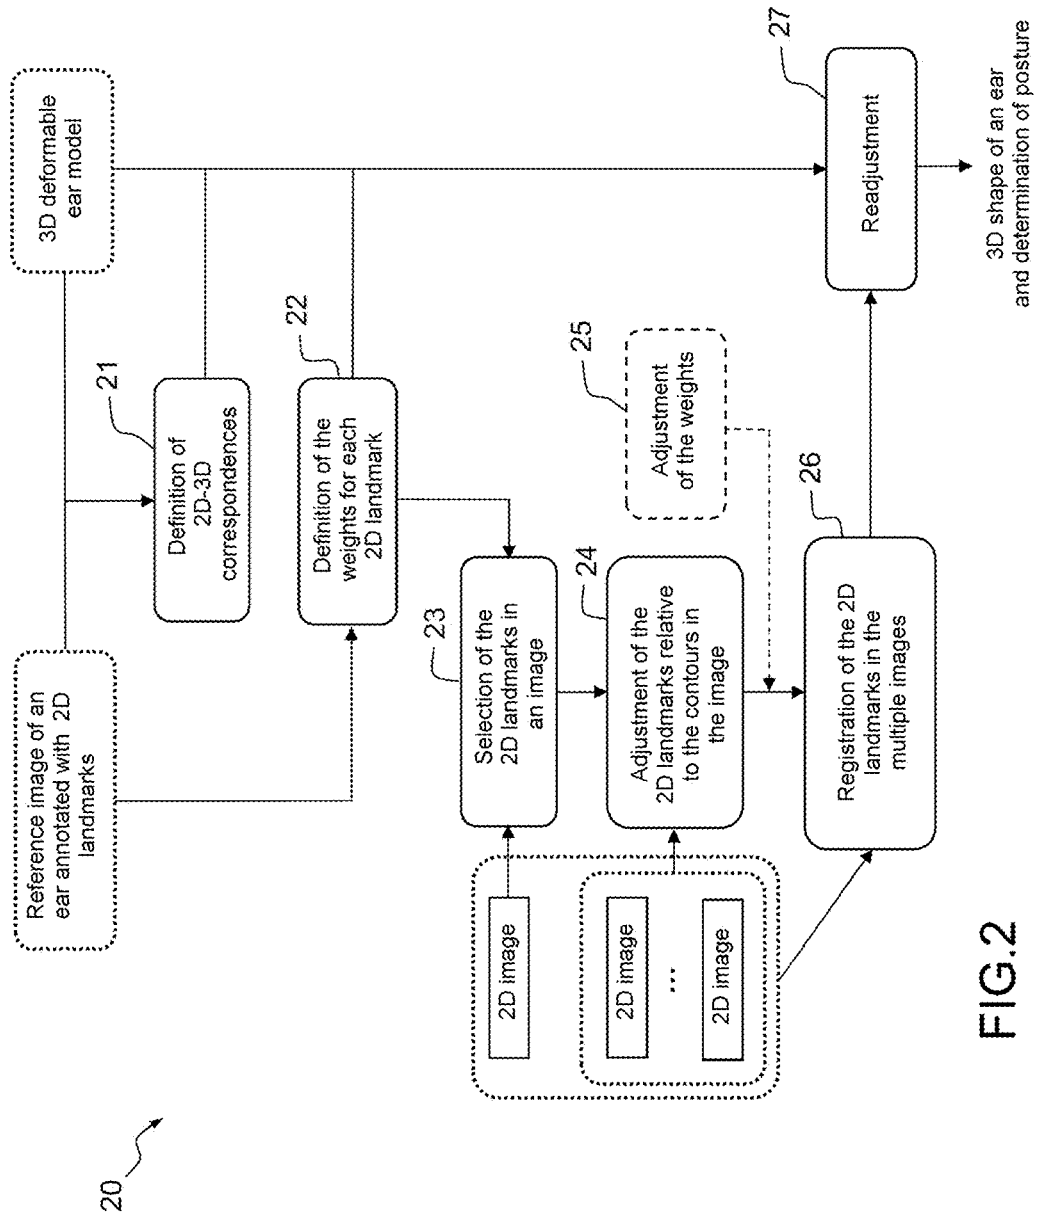 20
Reference image of an
ear annotated with 2D
landmarks
3D deformable
ear model
21
Definition of
2D-3D
correspondences
22
Definition of the
weights for each
2D landmark
23
Selection of the
2D landmarks in
an image
2D image
24
Adjustment of the
2D landmarks relative
to the contours in
the image
2D image
...
2D image
25
Adjustment
of the weights
26
Registration of the 2D
landmarks in the
multiple images
27
Readjustment
3D shape of an ear
and determination of posture
FIG.2